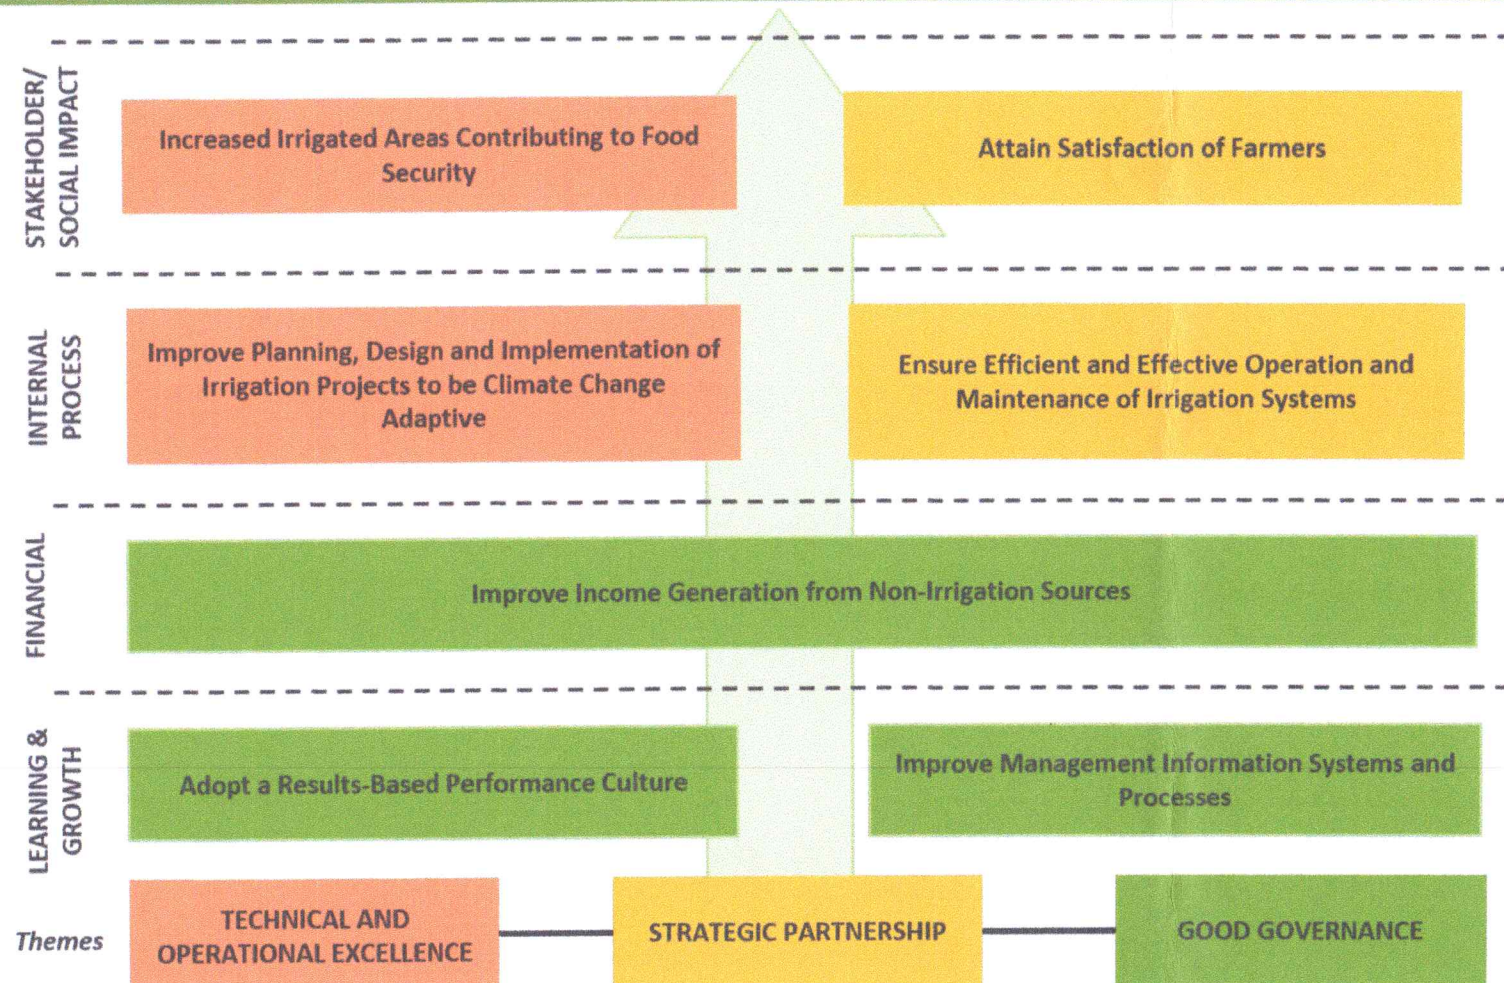 STAKEHOLDER/
SOCIAL IMPACT
Increased Irrigated Areas Contributing to Food
Security
Attain Satisfaction of Farmers
INTERNAL
PROCESS
Improve Planning, Design and Implementation of
Irrigation Projects to be Climate Change
Adaptive
Ensure Efficient and Effective Operation and
Maintenance of Irrigation Systems
FINANCIAL
Improve Income Generation from Non-Irrigation Sources
LEARNING &
GROWTH
Adopt a Results-Based Performance Culture
Improve Management Information Systems and
Processes
Themes
TECHNICAL AND
OPERATIONAL EXCELLENCE
STRATEGIC PARTNERSHIP
GOOD GOVERNANCE